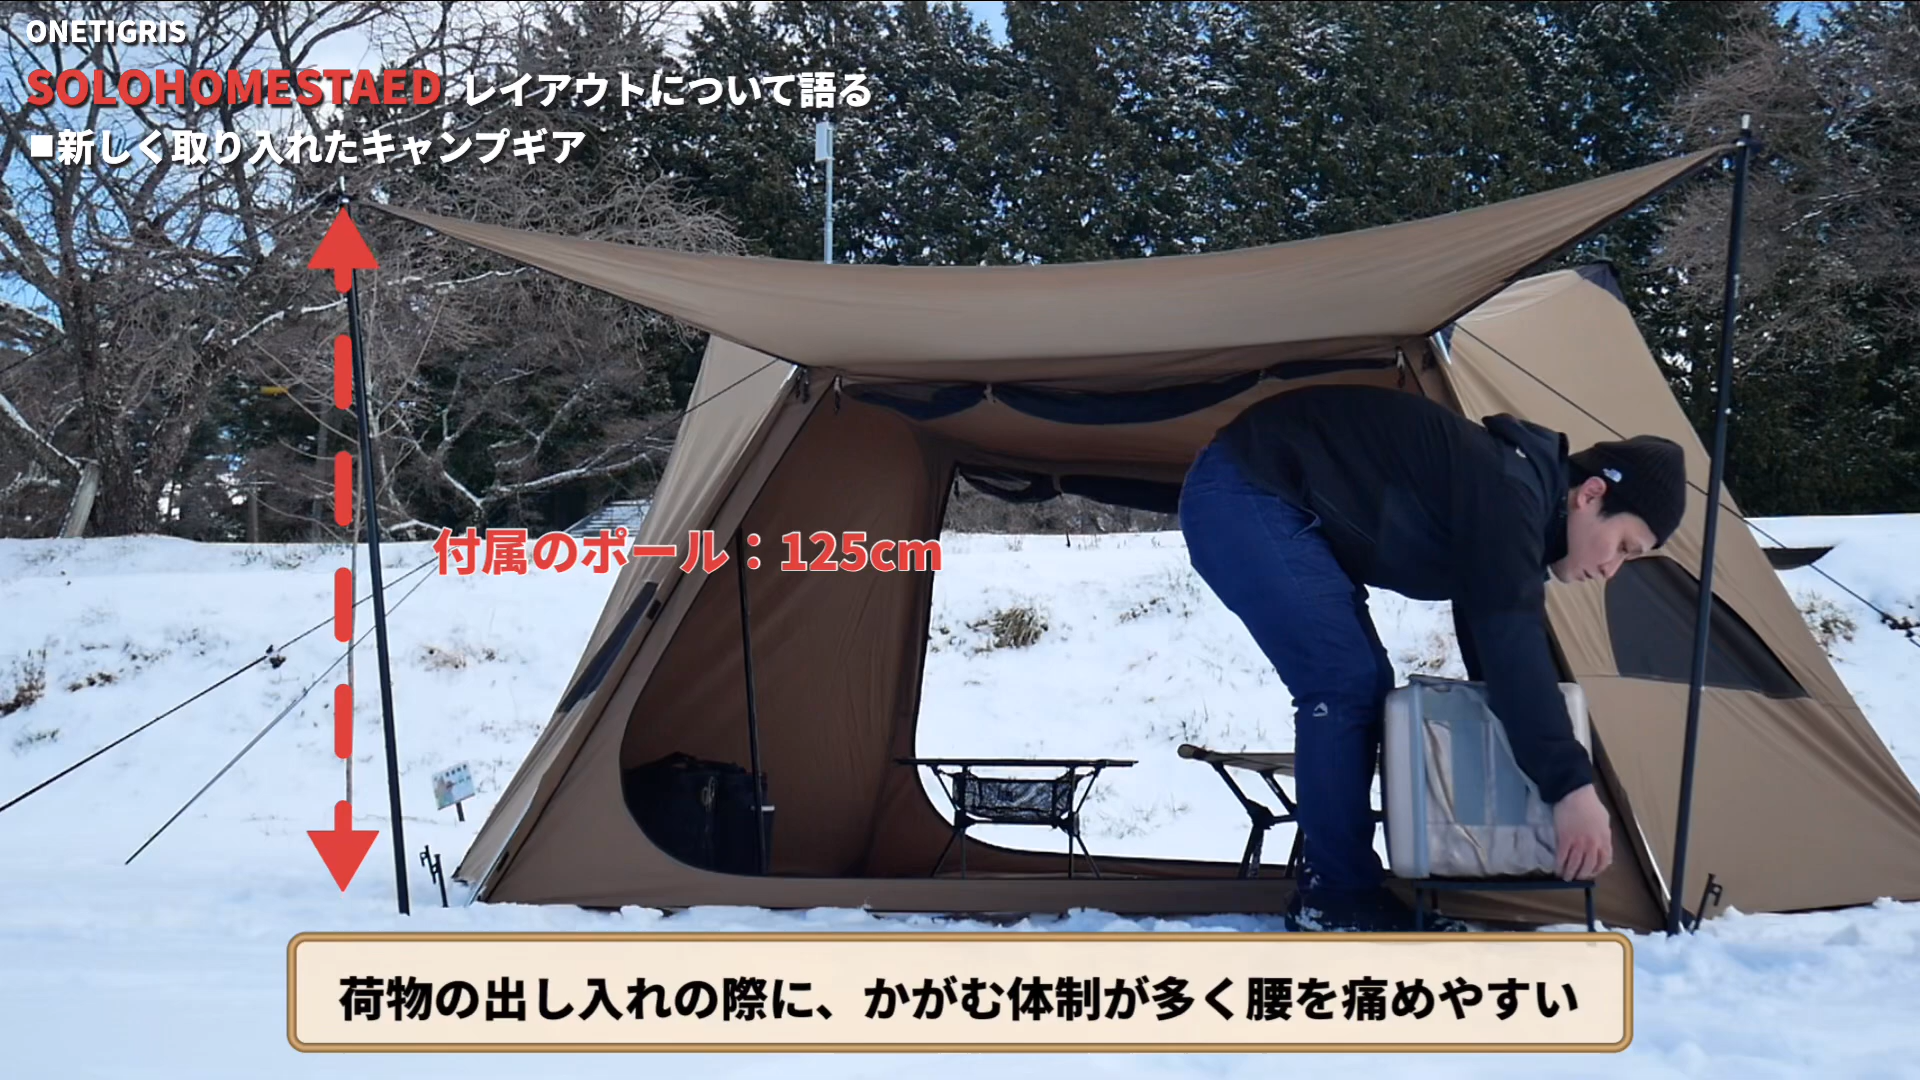 ONETIGRIS
SOLOHOMESTAED レイアウトについて語る
■新しく取り入れたキャンプギア
付属のポール：125cm
荷物の出し入れの際に、かがむ体制が多く腰を痛めやすい